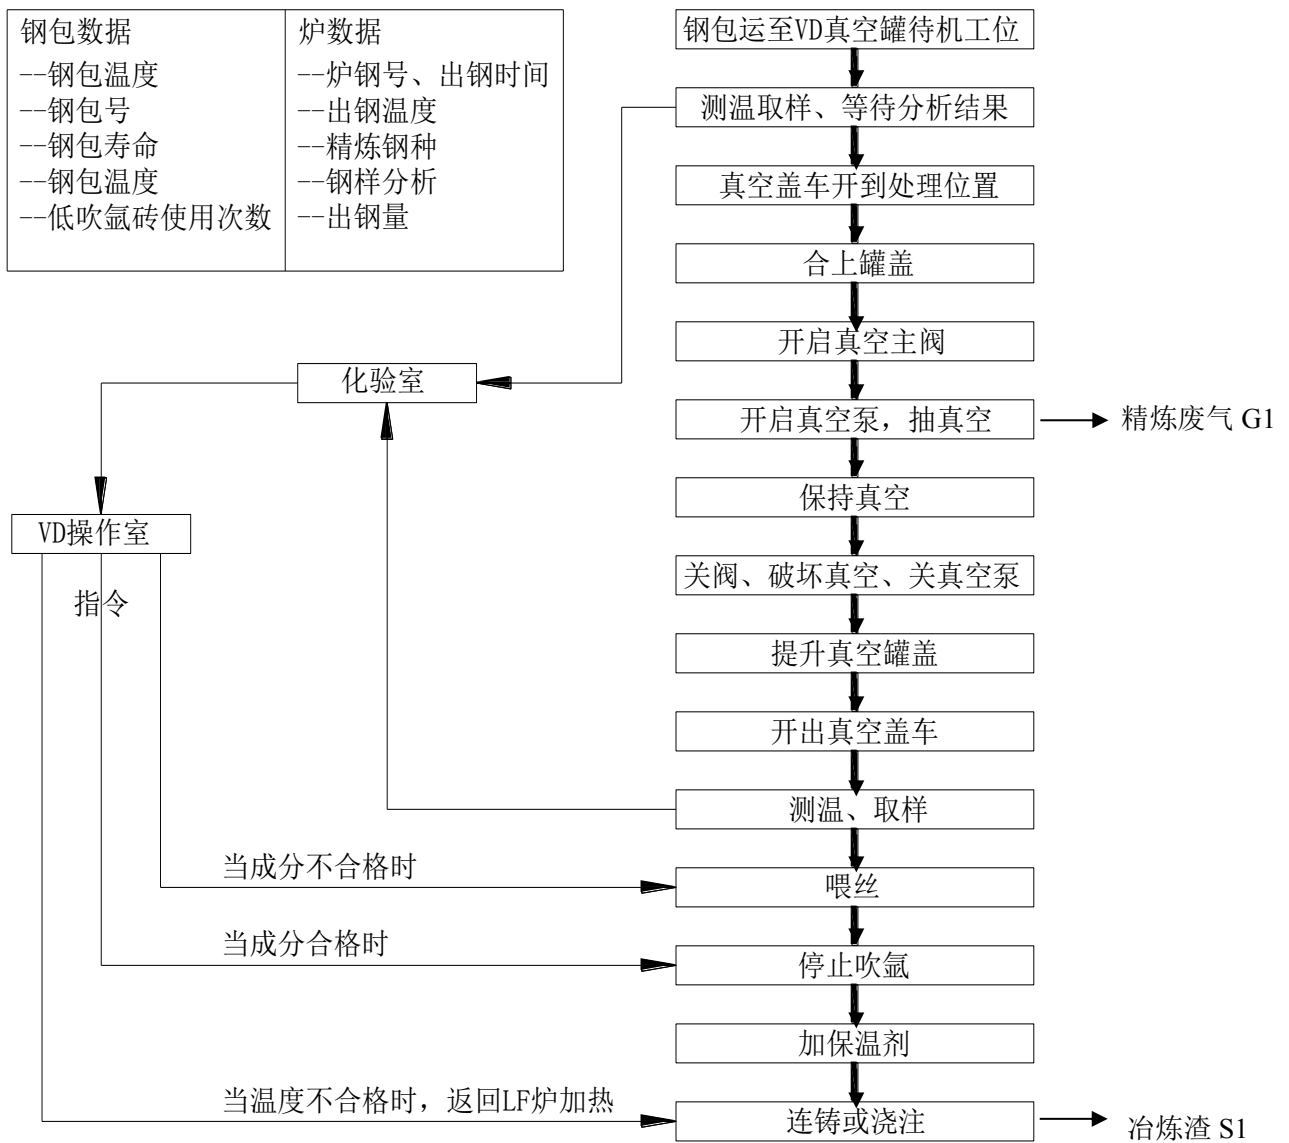 钢包数据
--钢包温度
--钢包号
--钢包寿命
--钢包温度
--低吹氩砖使用次数
炉数据
--炉钢号、出钢时间
--出钢温度
--精炼钢种
--钢样分析
--出钢量
钢包运至VD真空罐待机工位
测温取样、等待分析结果
真空盖车开到处理位置
合上罐盖
开启真空主阀
化验室
开启真空泵，抽真空
精炼废气 G1
保持真空
VD操作室
指令
关阀、破坏真空、关真空泵
提升真空罐盖
开出真空盖车
测温、取样
当成分不合格时
喂丝
当成分合格时
停止吹氩
加保温剂
当温度不合格时，返回LF炉加热
连铸或浇注
冶炼渣 S1